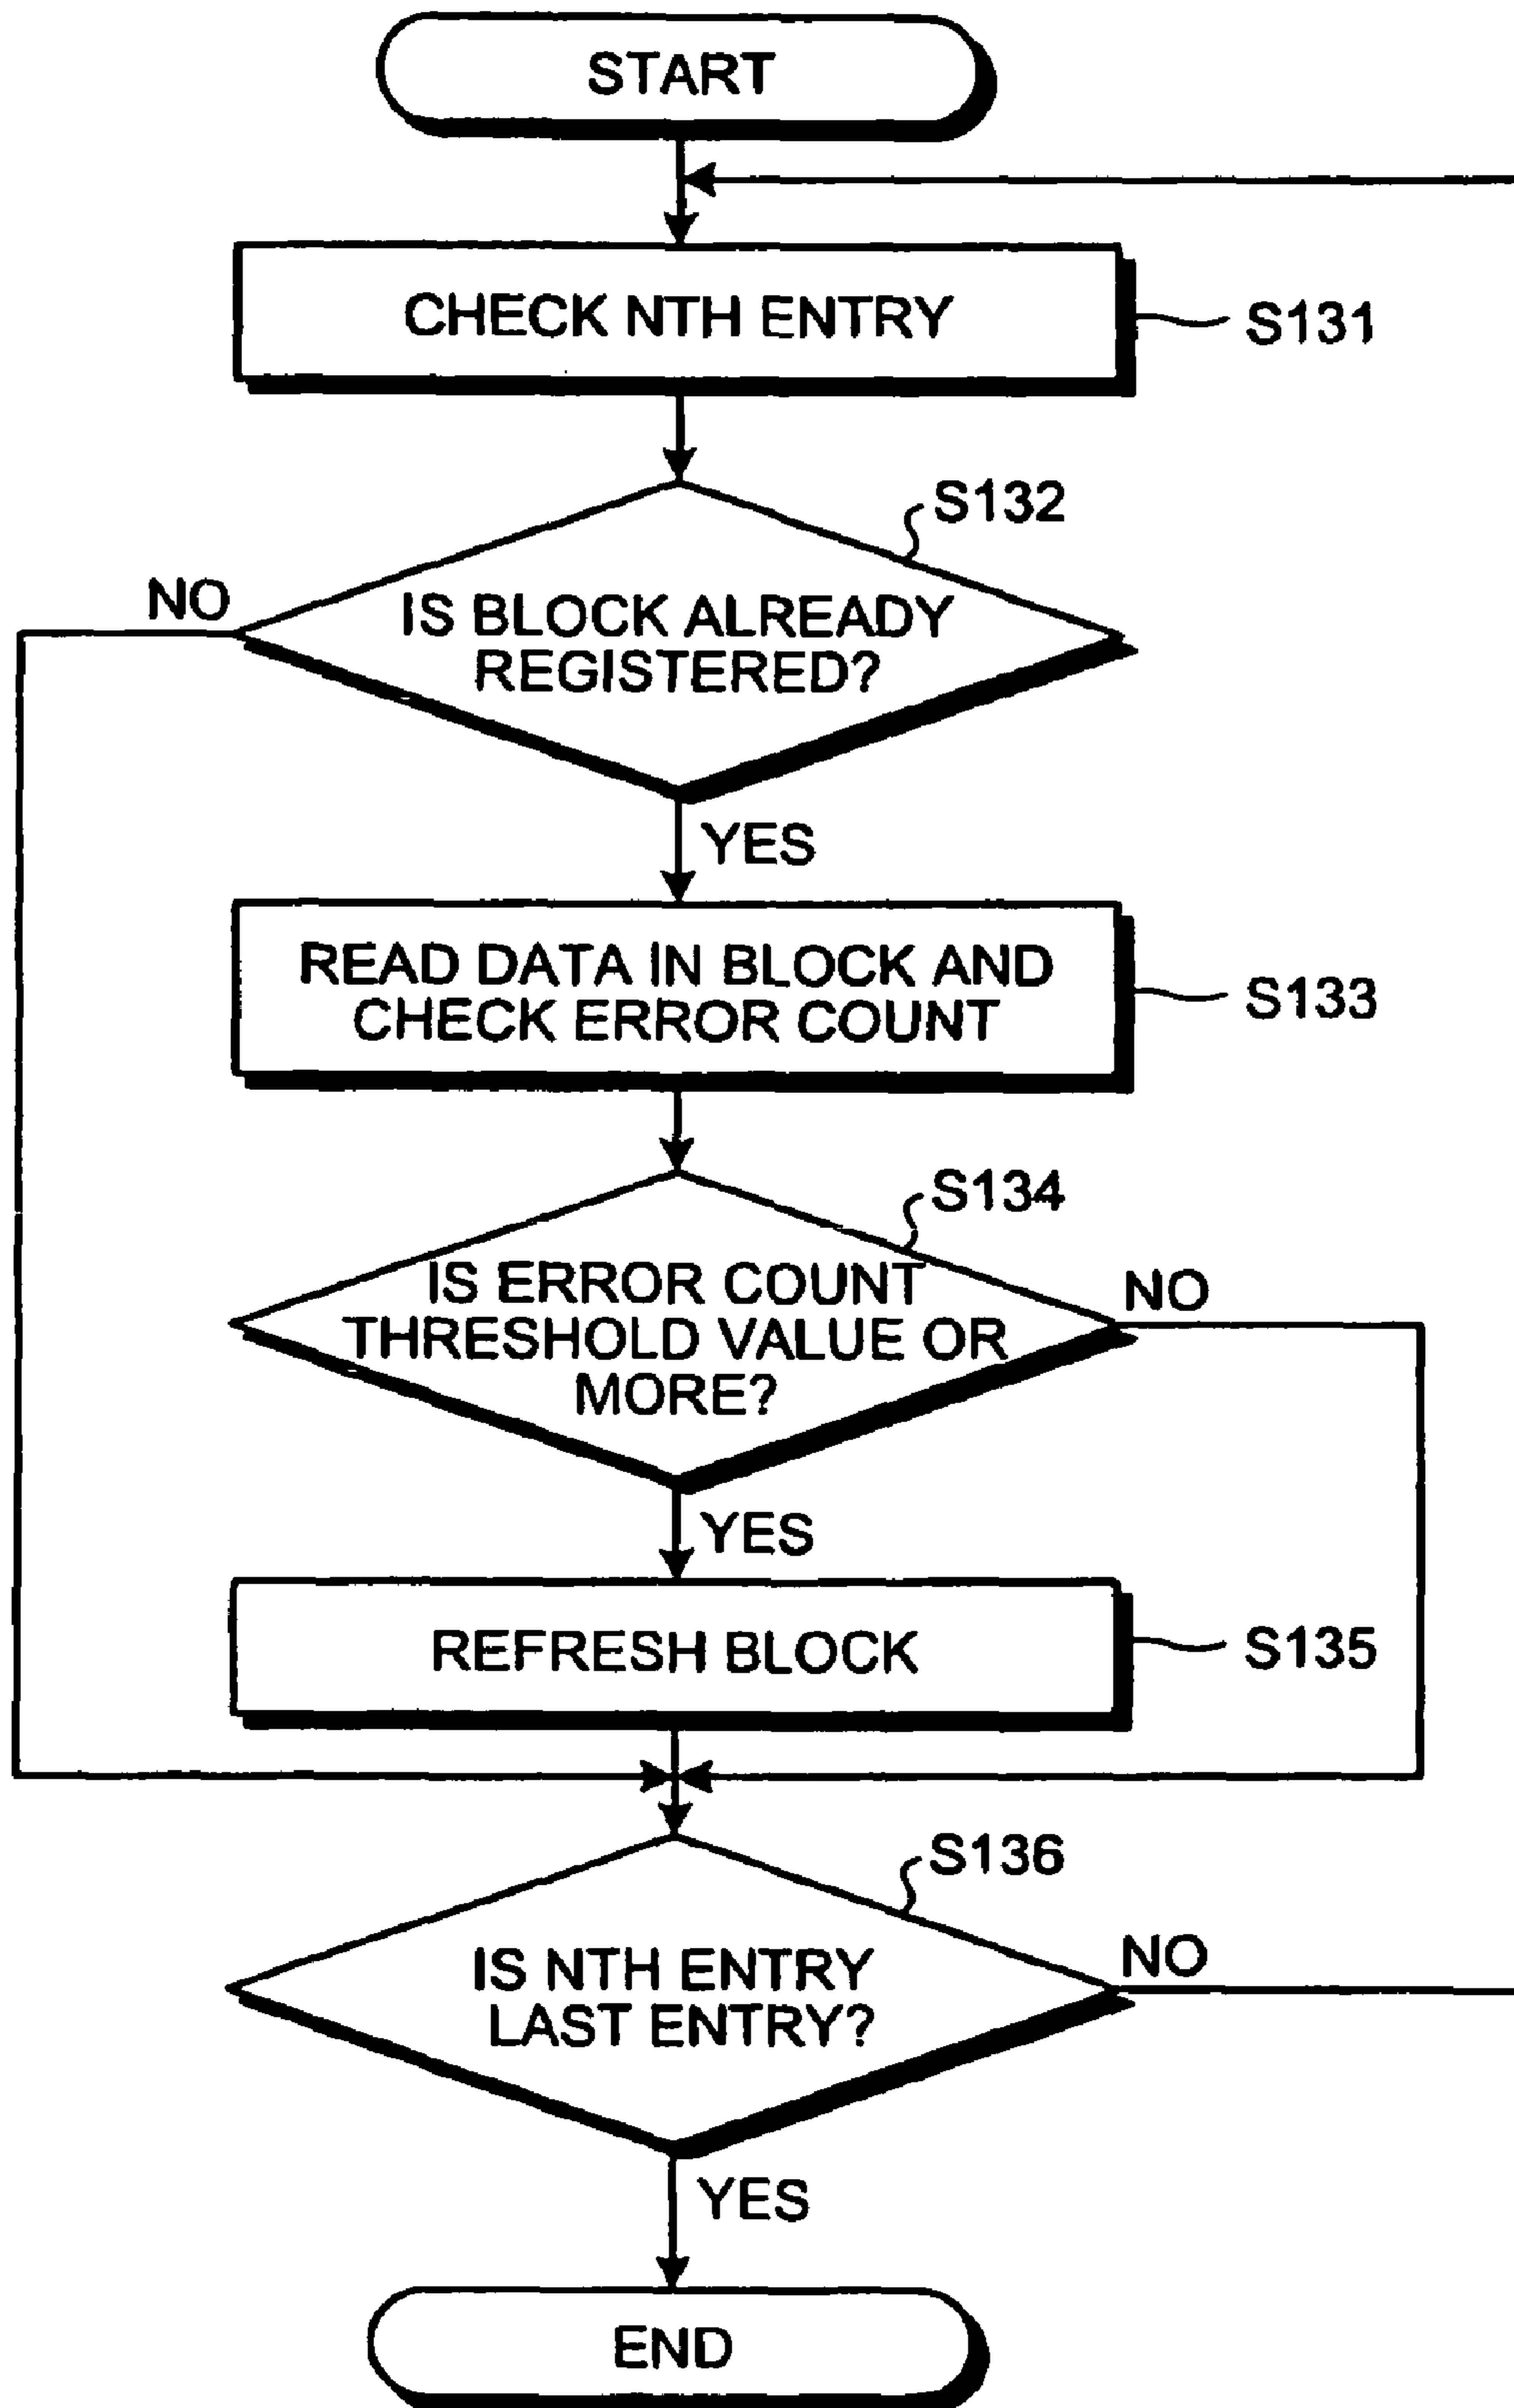 START
CHECK NTH ENTRY
S131
S132
NO
IS BLOCK ALREADY
REGISTERED?
YES
READ DATA IN BLOCK AND
CHECK ERROR COUNT
S133
S134
IS ERROR COUNT
THRESHOLD VALUE OR
MORE?
NO
YES
REFRESH BLOCK
S135
S136
IS NTH ENTRY
LAST ENTRY?
NO
YES
END